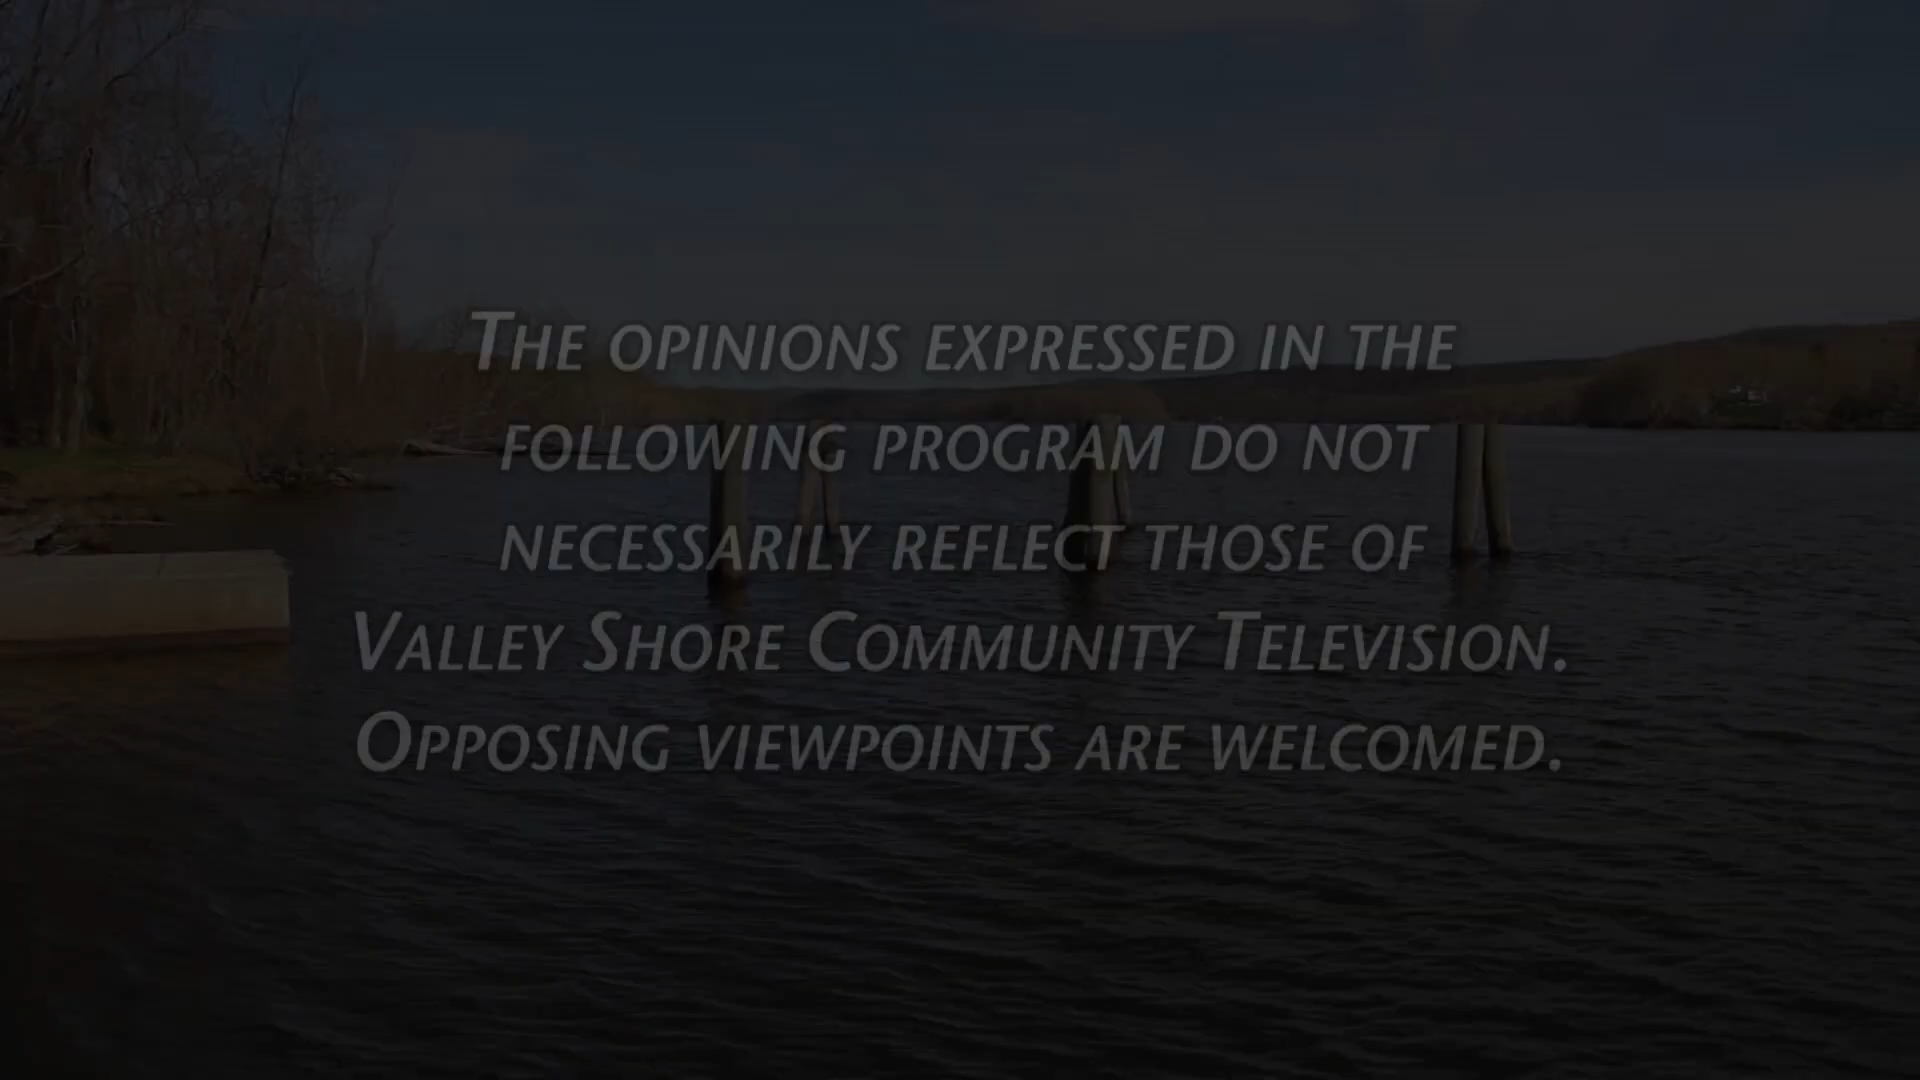 The opinions expressed in the
following program do not
necessarily reflect those of
Valley Shore Community Television.
Opposing viewpoints are welcomed.